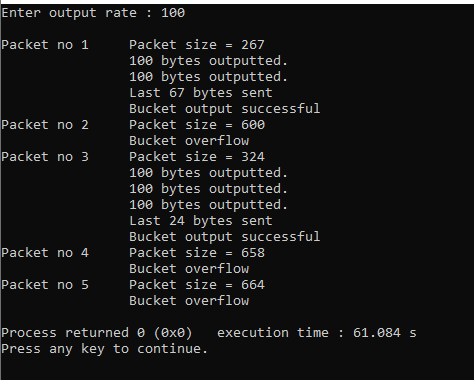 Enter output rate : 100
Packet no 1     Packet size = 267
                100 bytes outputted.
                100 bytes outputted.
                Last 67 bytes sent
                Bucket output successful
Packet no 2     Packet size = 600
                Bucket overflow
Packet no 3     Packet size = 324
                100 bytes outputted.
                100 bytes outputted.
                100 bytes outputted.
                Last 24 bytes sent
                Bucket output successful
Packet no 4     Packet size = 658
                Bucket overflow
Packet no 5     Packet size = 664
                Bucket overflow
Process returned 0 (0x0)   execution time : 61.084 s
Press any key to continue.